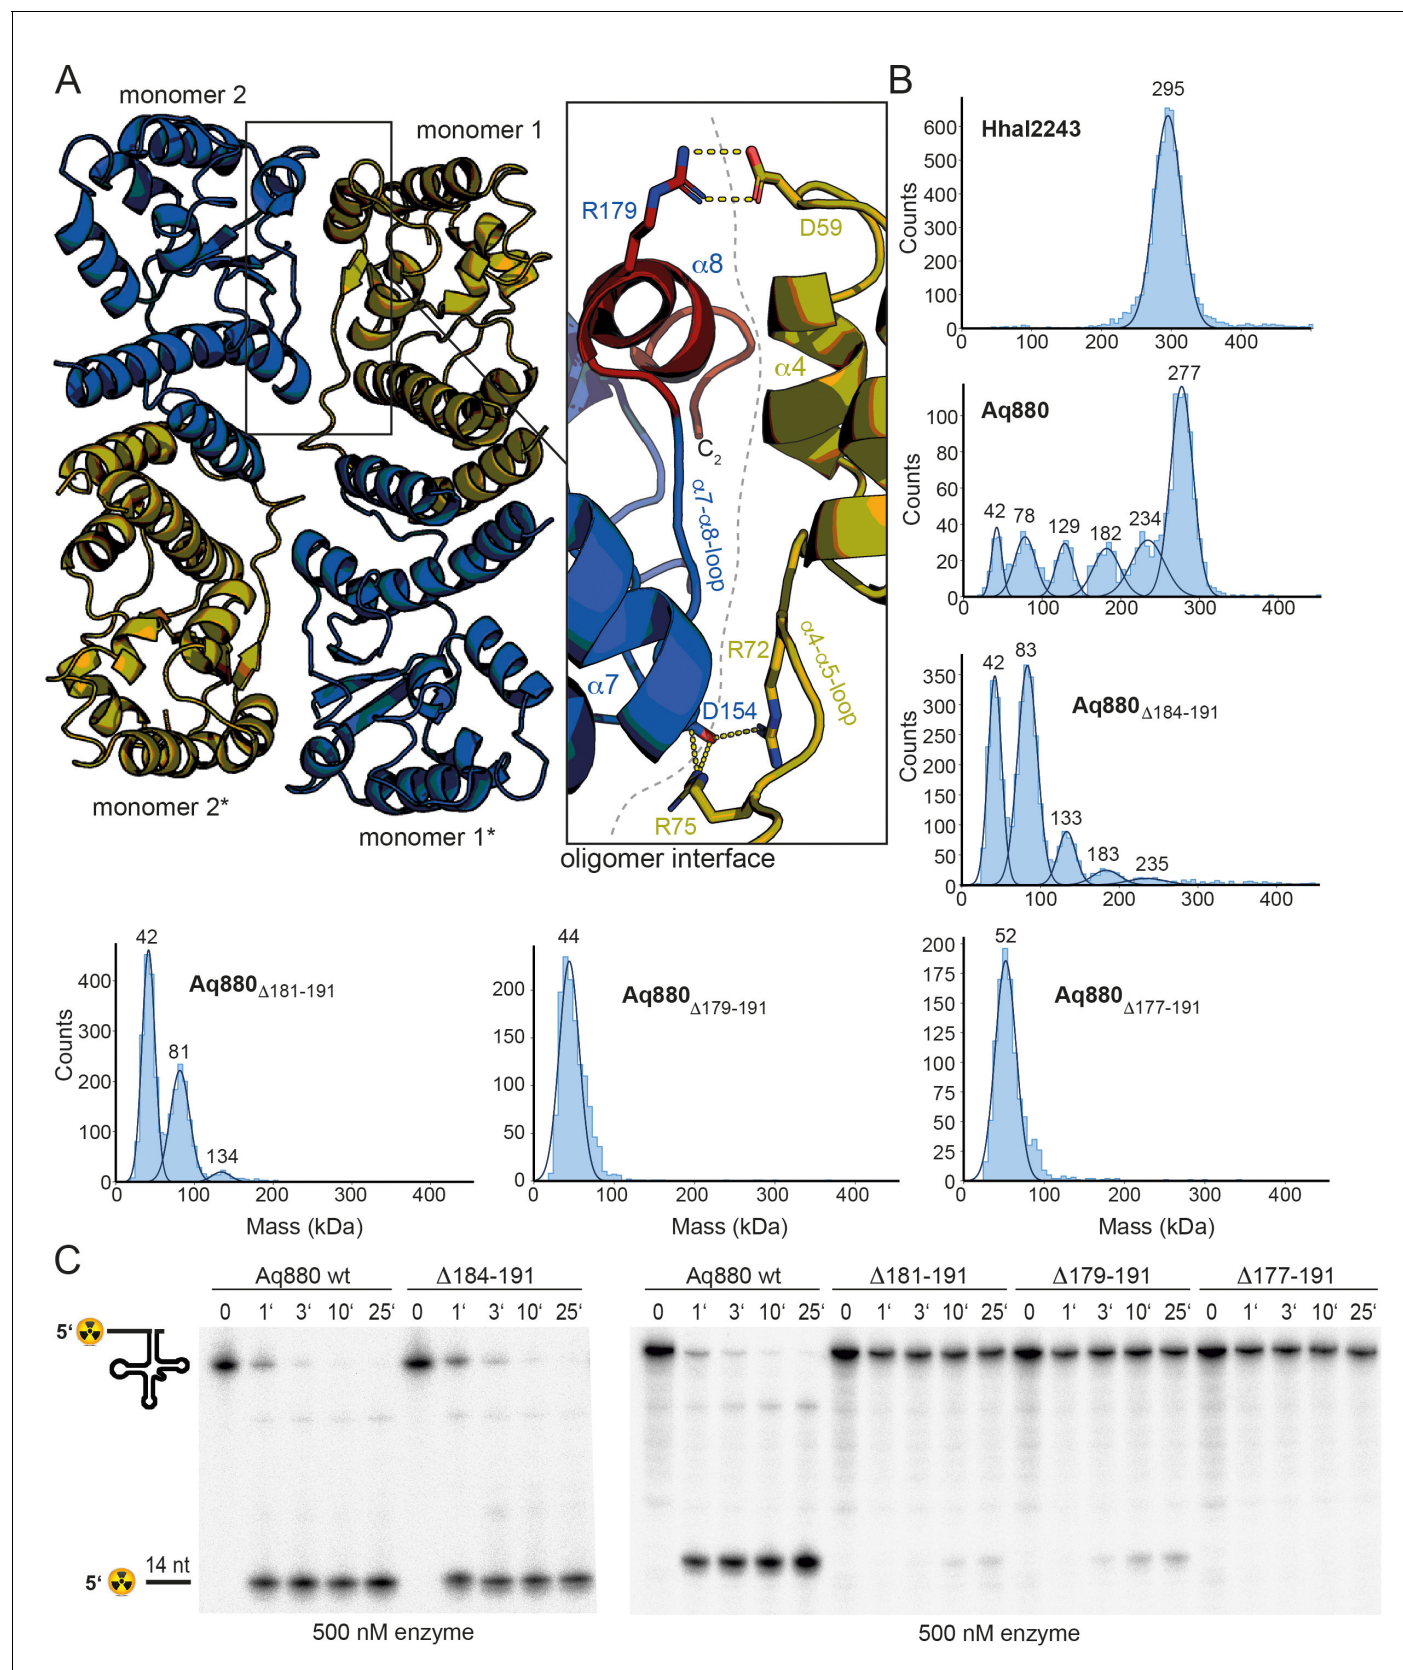 A
monomer 2
monomer 1
monomer 2*
monomer 1*
R179
D59
α8
α4
C2
α7-α8-loop
R72
α4-α5-loop
α7
D154
R75
oligomer interface
B
Hhal2243
295
Counts
600
500
400
300
200
100
0
0 100 200 300 400
Aq880
277
42 78 129 182 234
Counts
100
80
60
40
20
0
0 100 200 300 400
Aq880Δ184-191
42 83 133 183 235
Counts
350
300
250
200
150
100
50
0
0 100 200 300 400
Aq880Δ181-191
42 81 134
Counts
400
300
200
100
0
0 100 200 300 400
Mass (kDa)
Aq880Δ179-191
44
200
150
100
50
0
0 100 200 300 400
Mass (kDa)
Aq880Δ177-191
52
200
175
150
125
100
75
50
25
0
0 100 200 300 400
Mass (kDa)
C
Aq880 wt Δ184-191
0 1‘ 3‘ 10‘ 25‘ 0 1‘ 3‘ 10‘ 25‘
5‘
5‘ 14 nt
500 nM enzyme
Aq880 wt Δ181-191 Δ179-191 Δ177-191
0 1‘ 3‘ 10‘ 25‘ 0 1‘ 3‘ 10‘ 25‘ 0 1‘ 3‘ 10‘ 25‘ 0 1‘ 3‘ 10‘ 25‘
500 nM enzyme